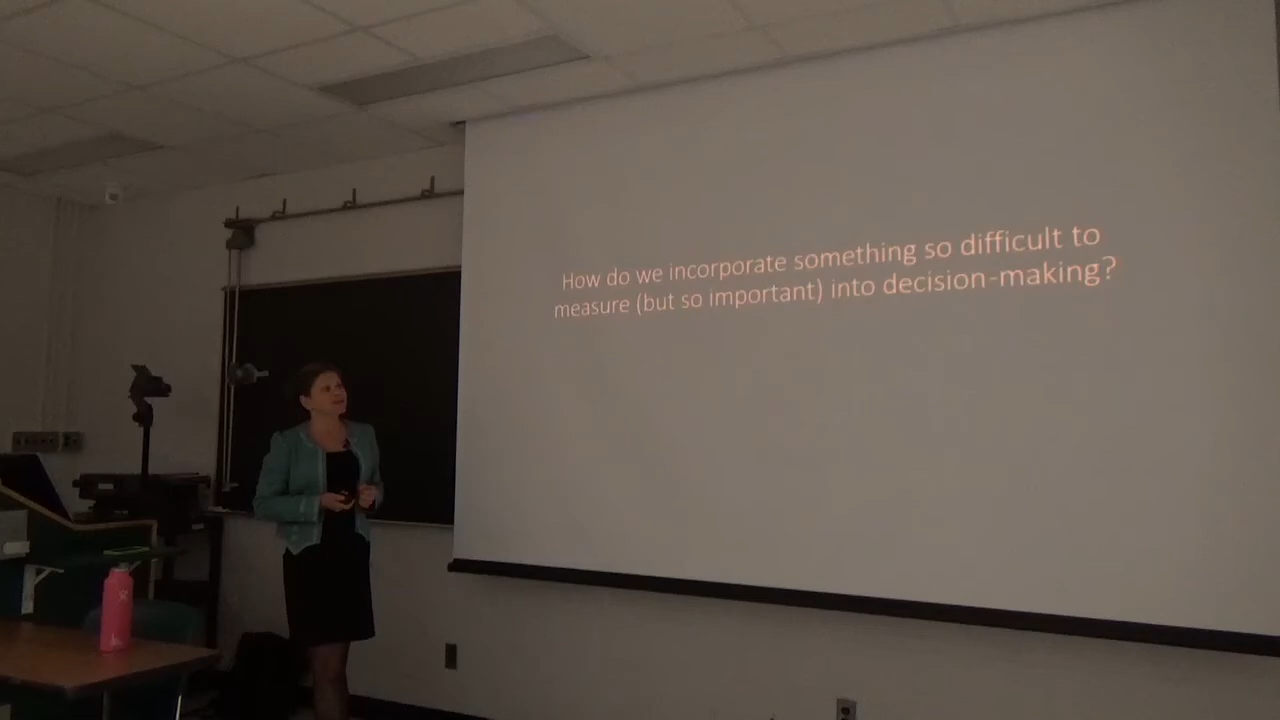 How do we incorporate something so difficult to
measure (but so important) into decision-making?